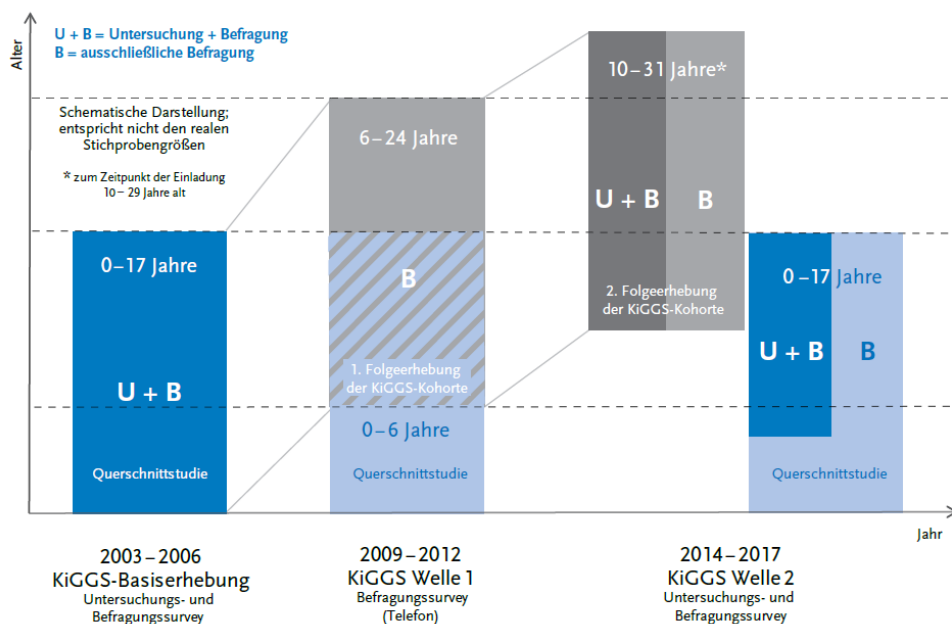 Alter
U + B = Untersuchung + Befragung
B = ausschließliche Befragung
Schematische Darstellung;
entspricht nicht den realen
Stichprobengrößen
* zum Zeitpunkt der Einladung
10 – 29 Jahre alt
0 – 17 Jahre
U + B
Querschnittstudie
6 – 24 Jahre
B
1. Folgeerhebung
der KiGGS-Kohorte
0 – 6 Jahre
Querschnittstudie
10 – 31 Jahre*
U + B
B
2. Folgeerhebung
der KiGGS-Kohorte
0 – 17 Jahre
U + B
B
Querschnittstudie
Jahr
2003 – 2006
KiGGS-Basiserhebung
Untersuchungs- und
Befragungssurvey
2009 – 2012
KiGGS Welle 1
Befragungssurvey
(Telefon)
2014 – 2017
KiGGS Welle 2
Untersuchungs- und
Befragungssurvey